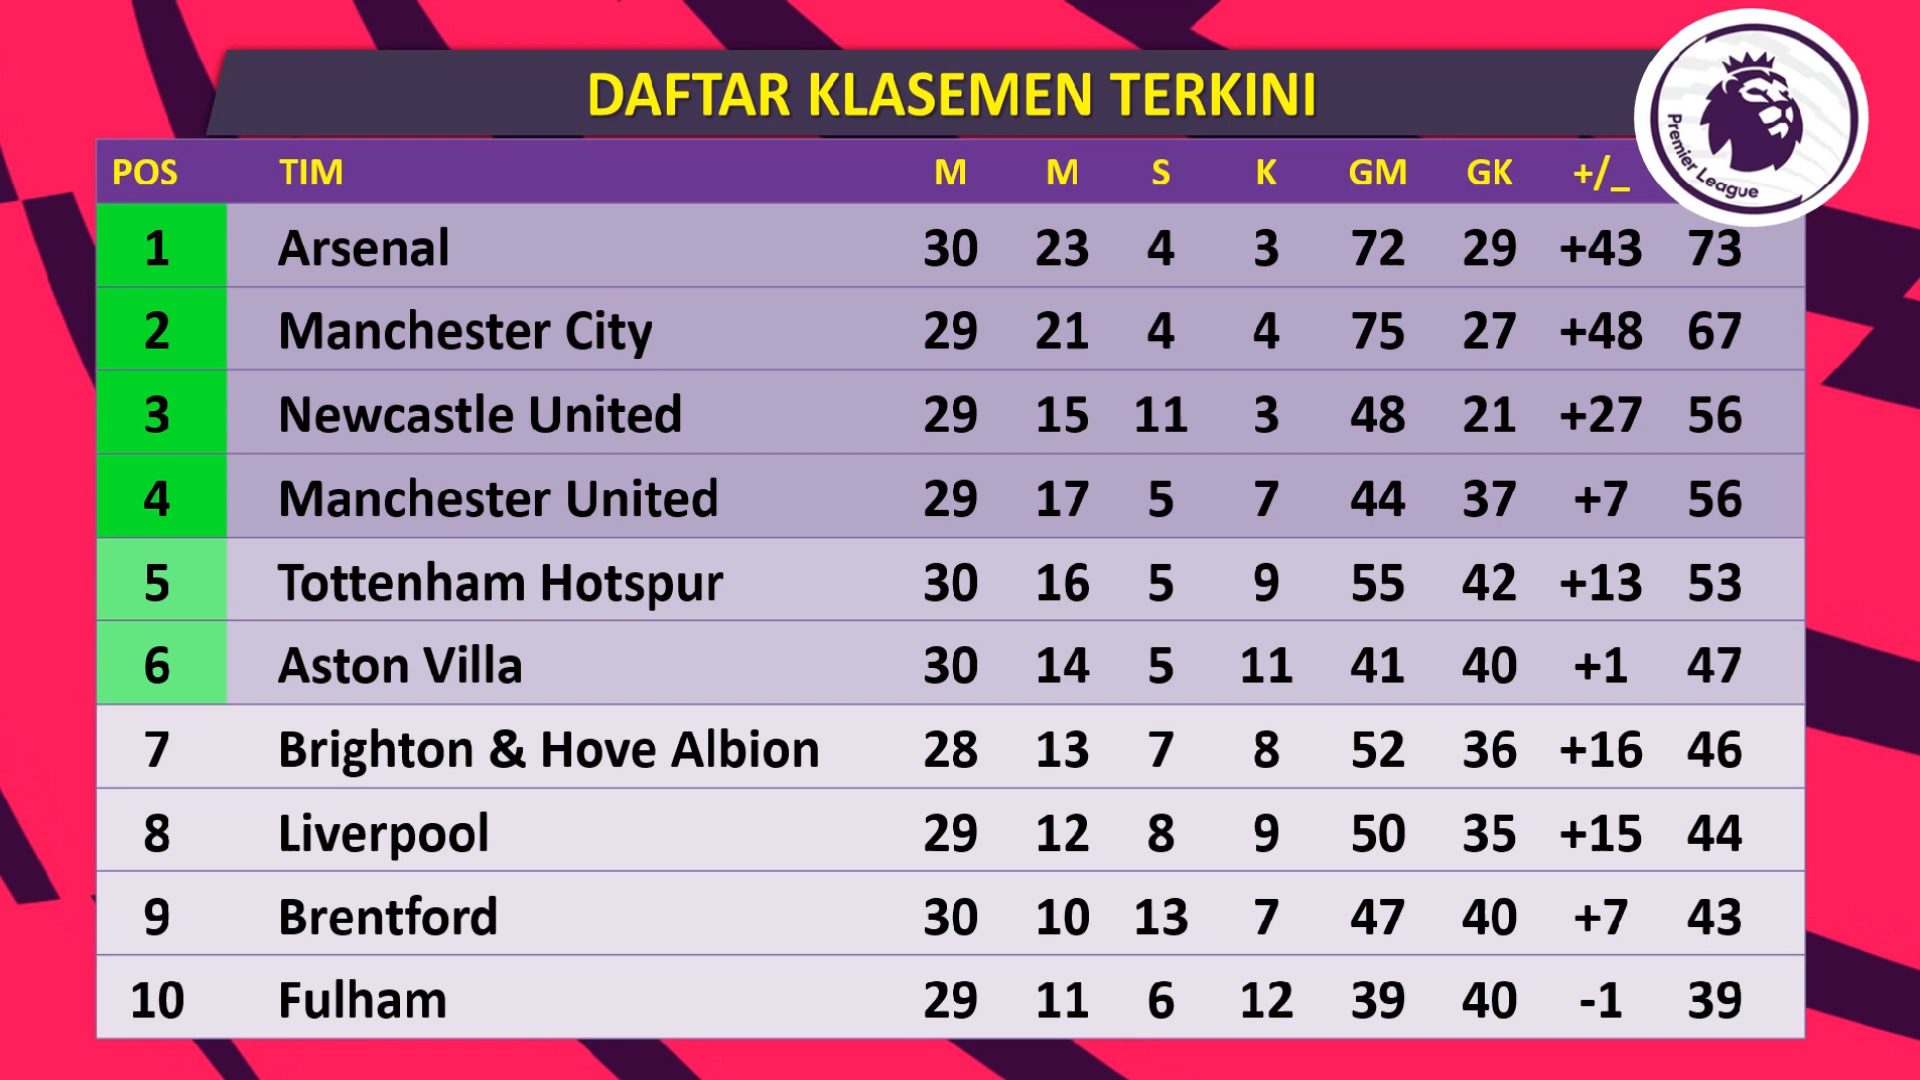 DAFTAR KLASEMEN TERKINI
Premier League
POS TIM M M S K GM GK +/_
1 Arsenal 30 23 4 3 72 29 +43 73
2 Manchester City 29 21 4 4 75 27 +48 67
3 Newcastle United 29 15 11 3 48 21 +27 56
4 Manchester United 29 17 5 7 44 37 +7 56
5 Tottenham Hotspur 30 16 5 9 55 42 +13 53
6 Aston Villa 30 14 5 11 41 40 +1 47
7 Brighton & Hove Albion 28 13 7 8 52 36 +16 46
8 Liverpool 29 12 8 9 50 35 +15 44
9 Brentford 30 10 13 7 47 40 +7 43
10 Fulham 29 11 6 12 39 40 -1 39